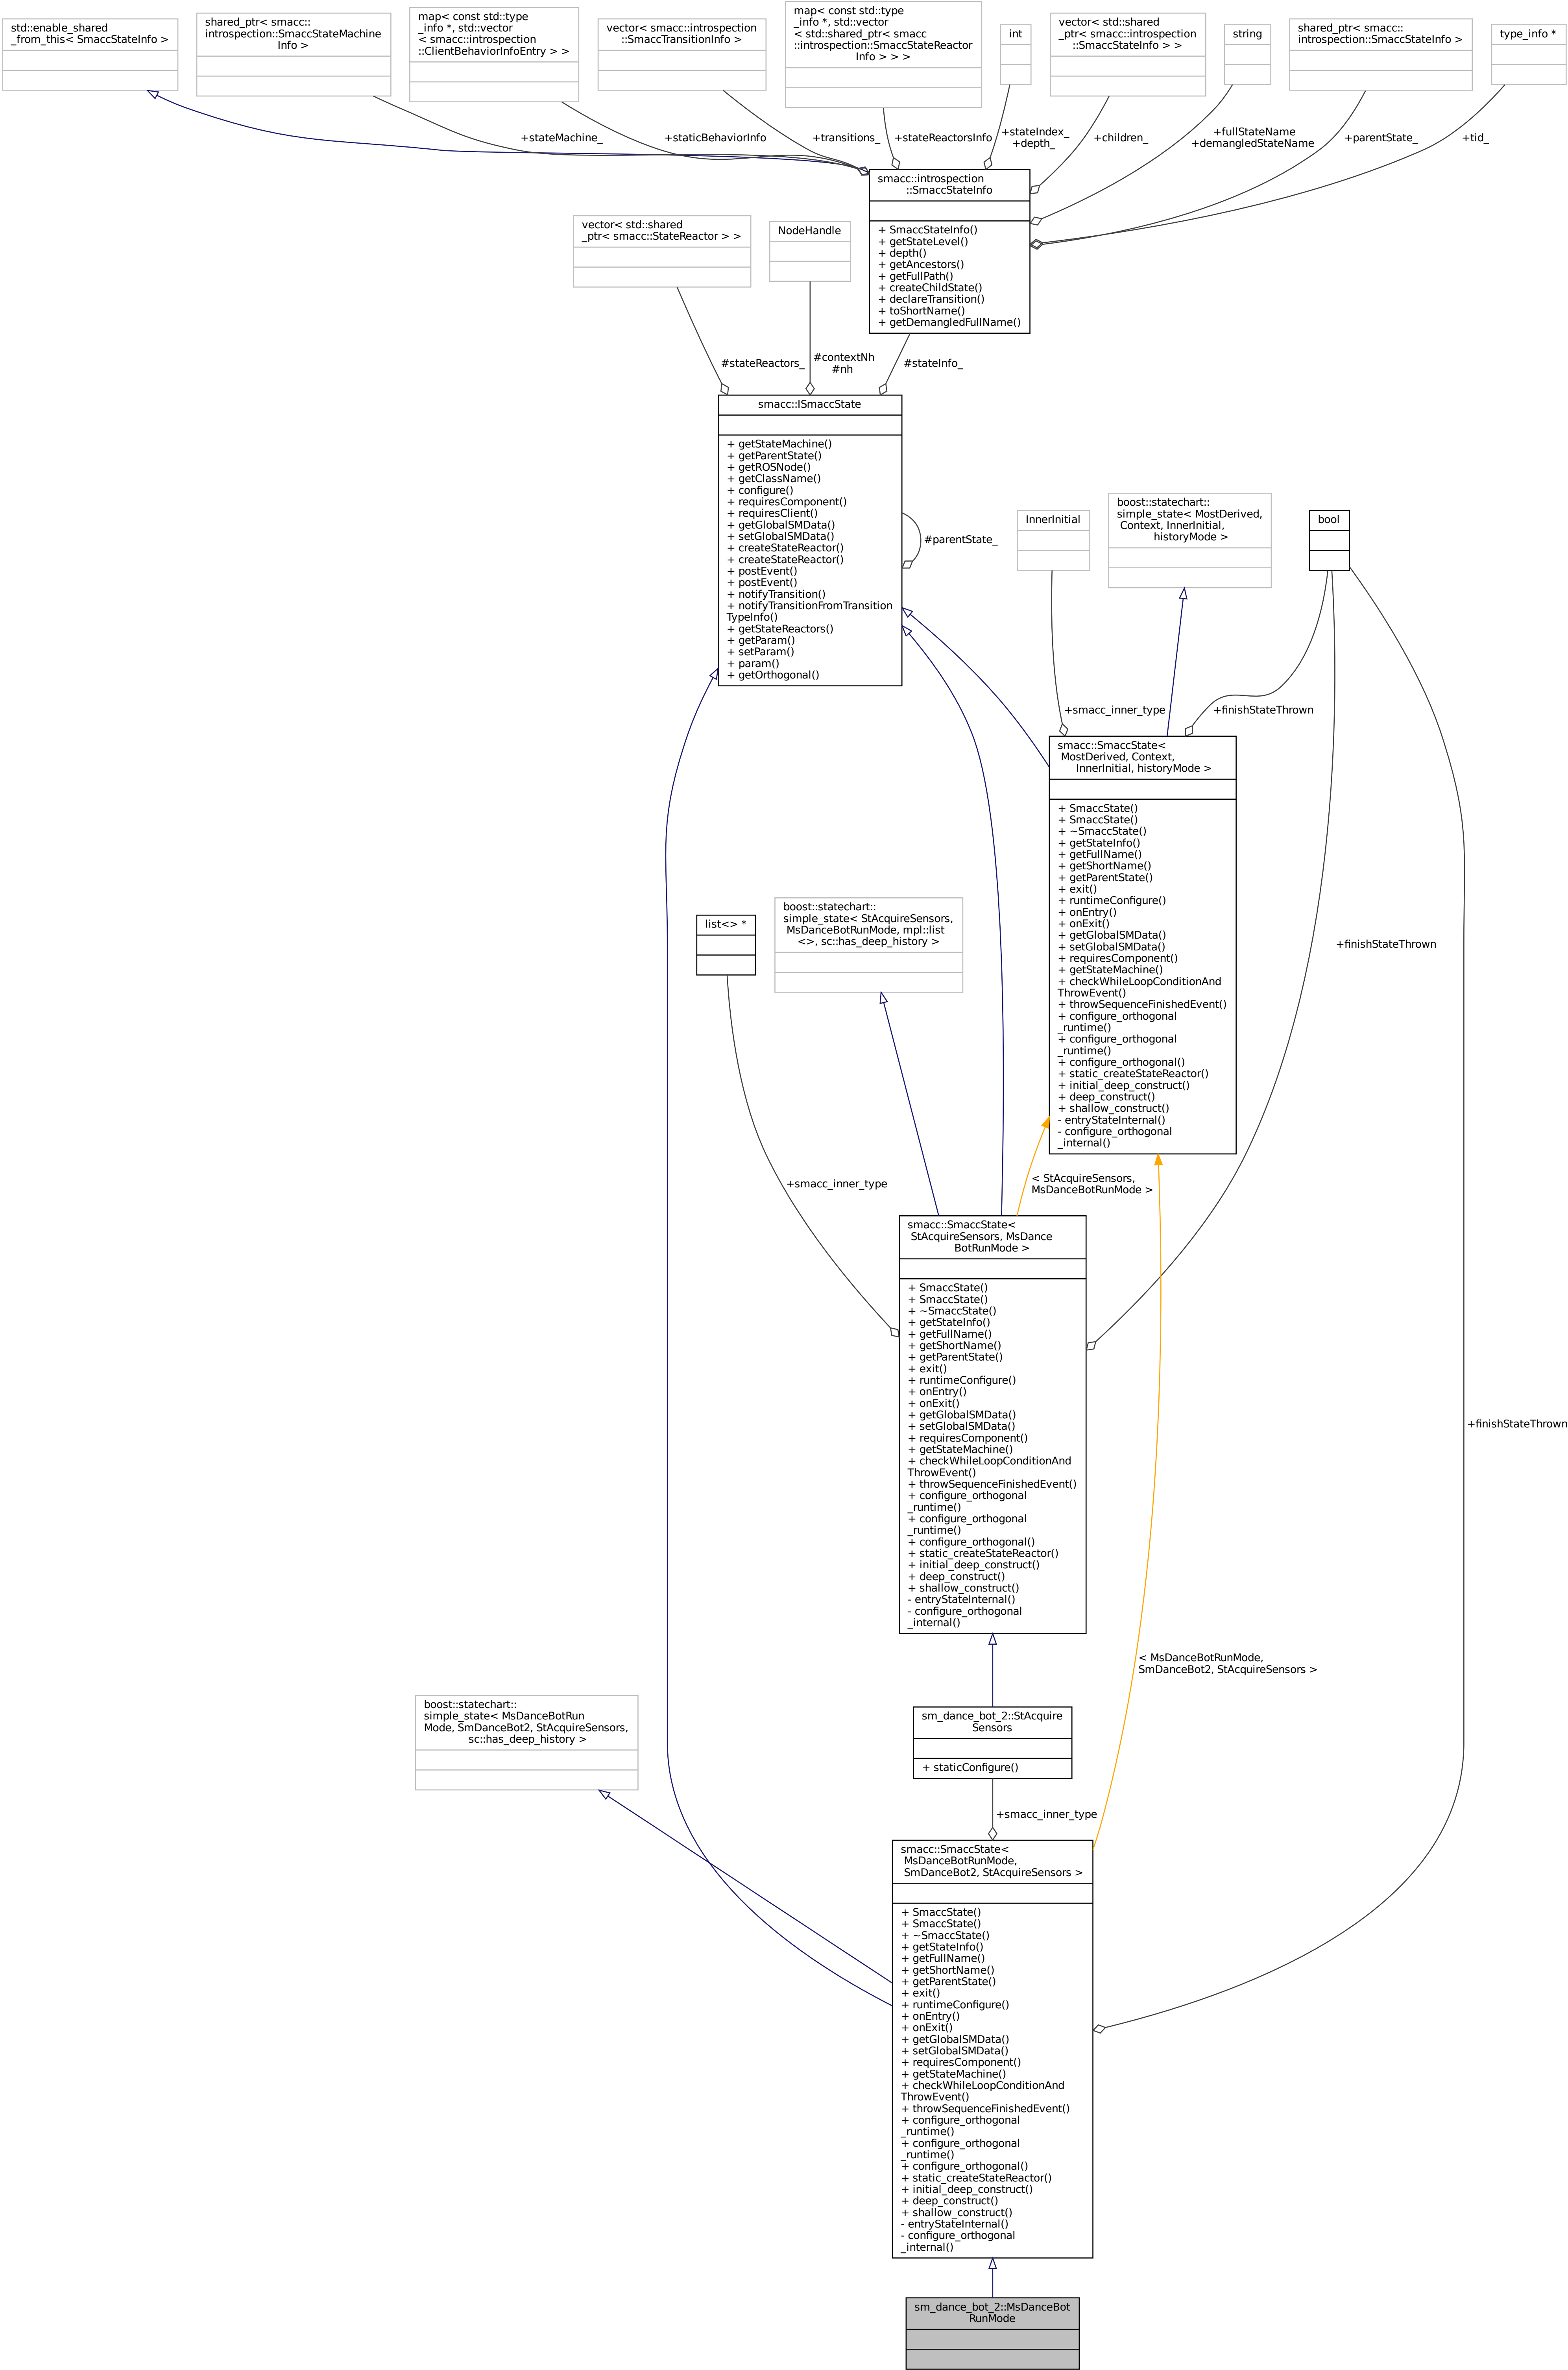 std::enable_shared
_from_this< SmaccStateInfo >
shared_ptr< smacc::
introspection::SmaccStateMachine
Info >
map< const std::type
_info *, std::vector
< smacc::introspection
::ClientBehaviorInfoEntry > >
vector< smacc::introspection
::SmaccTransitionInfo >
map< const std::type
_info *, std::vector
< std::shared_ptr< smacc
::introspection::SmaccStateReactor
Info > > >
int
vector< std::shared
_ptr< smacc::introspection
::SmaccStateInfo > >
string
shared_ptr< smacc::
introspection::SmaccStateInfo >
type_info *
+stateMachine_
+staticBehaviorInfo
+transitions_
+stateReactorsInfo
+stateIndex_
+depth_
+children_
+fullStateName
+demangledStateName
+parentState_
+tid_
smacc::introspection
::SmaccStateInfo
+ SmaccStateInfo()
+ getStateLevel()
+ depth()
+ getAncestors()
+ getFullPath()
+ createChildState()
+ declareTransition()
+ toShortName()
+ getDemangledFullName()
vector< std::shared
_ptr< smacc::StateReactor > >
NodeHandle
#stateReactors_
#contextNh
#nh
#stateInfo_
smacc::ISmaccState
+ getStateMachine()
+ getParentState()
+ getROSNode()
+ getClassName()
+ configure()
+ requiresComponent()
+ requiresClient()
+ getGlobalSMData()
+ setGlobalSMData()
+ createStateReactor()
+ createStateReactor()
+ postEvent()
+ postEvent()
+ notifyTransition()
+ notifyTransitionFromTransition
TypeInfo()
+ getStateReactors()
+ getParam()
+ setParam()
+ param()
+ getOrthogonal()
#parentState_
InnerInitial
boost::statechart::
simple_state< MostDerived,
Context, InnerInitial,
historyMode >
bool
+smacc_inner_type
+finishStateThrown
smacc::SmaccState<
MostDerived, Context,
InnerInitial, historyMode >
+ SmaccState()
+ SmaccState()
+ ~SmaccState()
+ getStateInfo()
+ getFullName()
+ getShortName()
+ getParentState()
+ exit()
+ runtimeConfigure()
+ onEntry()
+ onExit()
+ getGlobalSMData()
+ setGlobalSMData()
+ requiresComponent()
+ getStateMachine()
+ checkWhileLoopConditionAnd
ThrowEvent()
+ throwSequenceFinishedEvent()
+ configure_orthogonal
_runtime()
+ configure_orthogonal
_runtime()
+ configure_orthogonal()
+ static_createStateReactor()
+ initial_deep_construct()
+ deep_construct()
+ shallow_construct()
- entryStateInternal()
- configure_orthogonal
_internal()
list<> *
boost::statechart::
simple_state< StAcquireSensors,
MsDanceBotRunMode, mpl::list
<>, sc::has_deep_history >
+finishStateThrown
+smacc_inner_type
< StAcquireSensors,
MsDanceBotRunMode >
smacc::SmaccState<
StAcquireSensors, MsDance
BotRunMode >
+ SmaccState()
+ SmaccState()
+ ~SmaccState()
+ getStateInfo()
+ getFullName()
+ getShortName()
+ getParentState()
+ exit()
+ runtimeConfigure()
+ onEntry()
+ onExit()
+ getGlobalSMData()
+ setGlobalSMData()
+ requiresComponent()
+ getStateMachine()
+ checkWhileLoopConditionAnd
ThrowEvent()
+ throwSequenceFinishedEvent()
+ configure_orthogonal
_runtime()
+ configure_orthogonal
_runtime()
+ configure_orthogonal()
+ static_createStateReactor()
+ initial_deep_construct()
+ deep_construct()
+ shallow_construct()
- entryStateInternal()
- configure_orthogonal
_internal()
+finishStateThrown
< MsDanceBotRunMode,
SmDanceBot2, StAcquireSensors >
boost::statechart::
simple_state< MsDanceBotRun
Mode, SmDanceBot2, StAcquireSensors,
sc::has_deep_history >
sm_dance_bot_2::StAcquire
Sensors
+ staticConfigure()
+smacc_inner_type
smacc::SmaccState<
MsDanceBotRunMode,
SmDanceBot2, StAcquireSensors >
+ SmaccState()
+ SmaccState()
+ ~SmaccState()
+ getStateInfo()
+ getFullName()
+ getShortName()
+ getParentState()
+ exit()
+ runtimeConfigure()
+ onEntry()
+ onExit()
+ getGlobalSMData()
+ setGlobalSMData()
+ requiresComponent()
+ getStateMachine()
+ checkWhileLoopConditionAnd
ThrowEvent()
+ throwSequenceFinishedEvent()
+ configure_orthogonal
_runtime()
+ configure_orthogonal
_runtime()
+ configure_orthogonal()
+ static_createStateReactor()
+ initial_deep_construct()
+ deep_construct()
+ shallow_construct()
- entryStateInternal()
- configure_orthogonal
_internal()
sm_dance_bot_2::MsDanceBot
RunMode